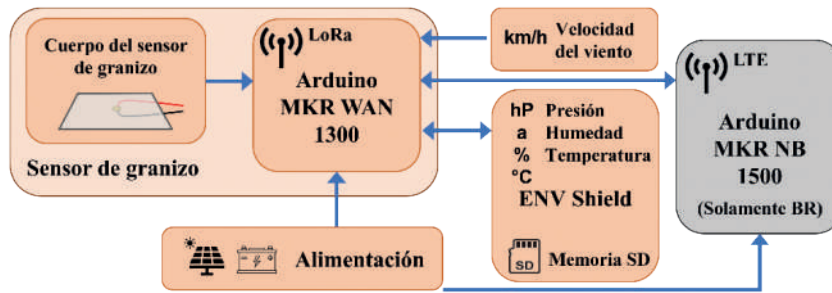 Cuerpo del sensor
de granizo
Sensor de granizo
LoRa
Arduino
MKR WAN
1300
km/h Velocidad
del viento
hP Presión
a Humedad
% Temperatura
°C
ENV Shield
SD Memoria SD
LTE
Arduino
MKR NB
1500
(Solamente BR)
Alimentación